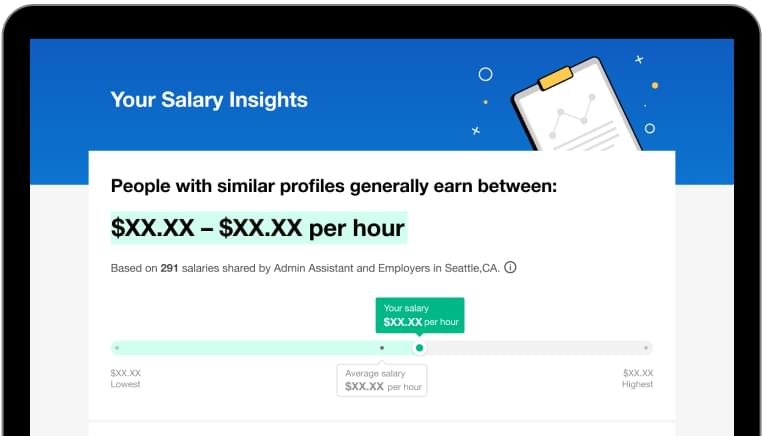 Your Salary Insights
People with similar profiles generally earn between:
$XX.XX – $XX.XX per hour
Based on 291 salaries shared by Admin Assistant and Employers in Seattle,CA.
Your salary
$XX.XX per hour
$XX.XX
Lowest
Average salary
$XX.XX per hour
$XX.XX
Highest